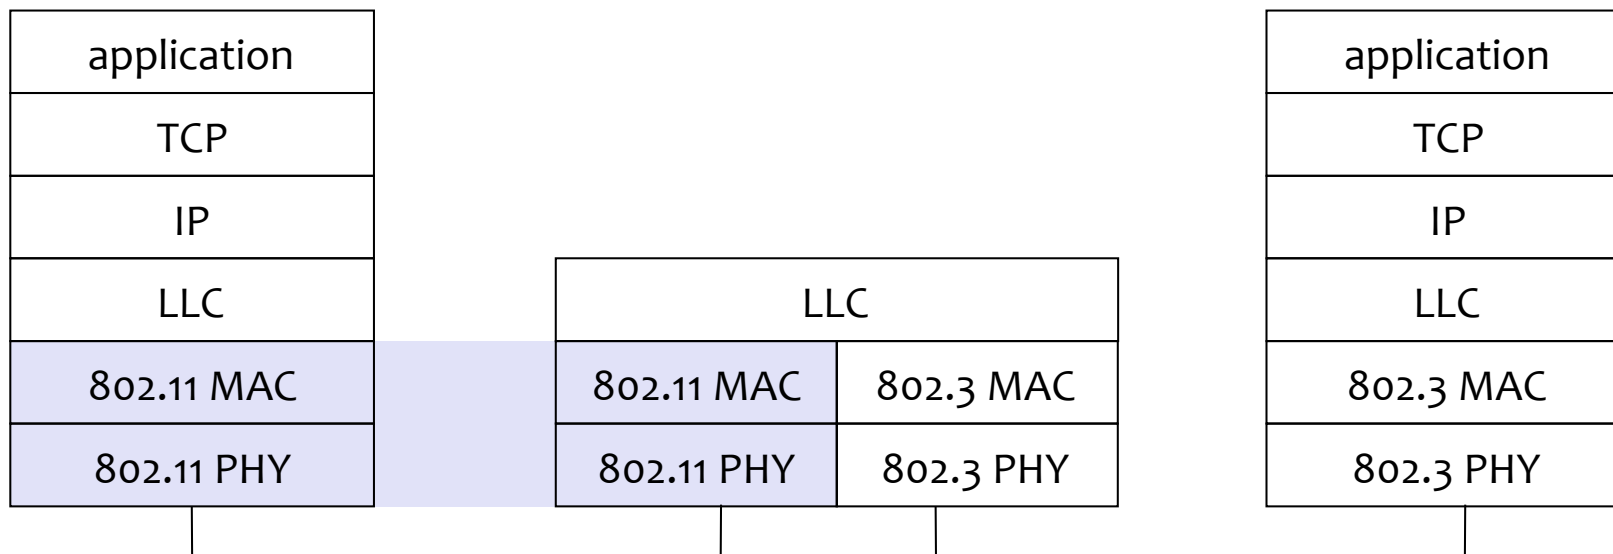 application
TCP
IP
LLC
802.11 MAC
802.11 PHY
LLC
802.11 MAC
802.3 MAC
802.11 PHY
802.3 PHY
application
TCP
IP
LLC
802.3 MAC
802.3 PHY